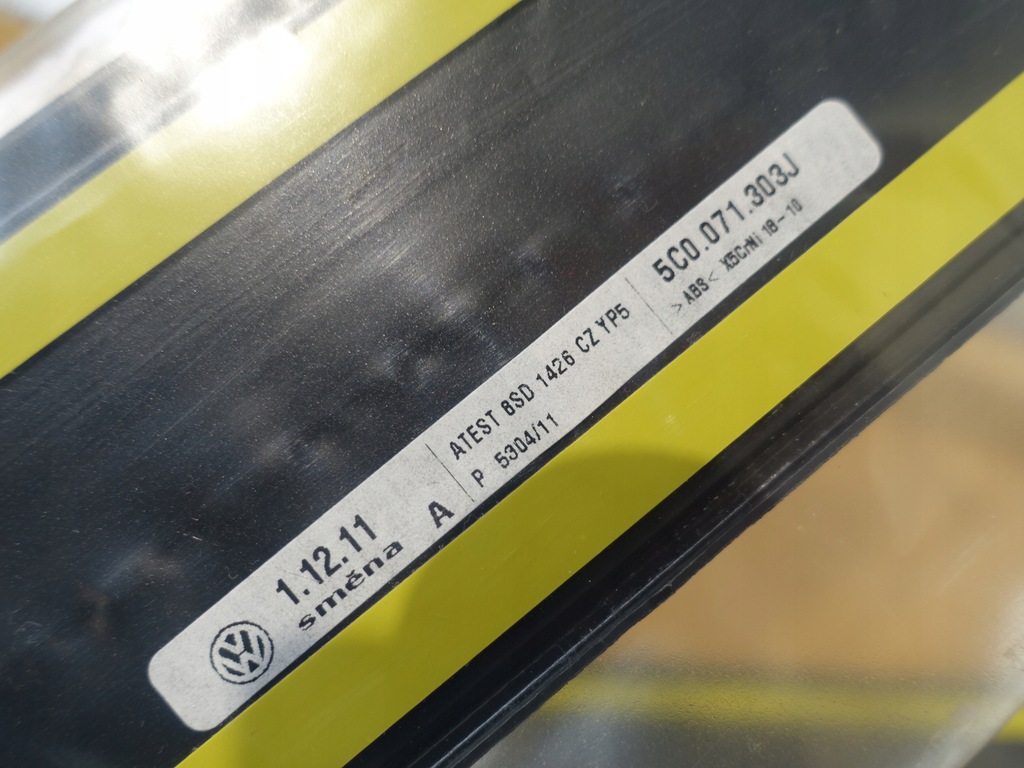 1.12.11
směna A
ATEST 8SD 1426 CZ YP5
P 5304/11
5C0.071.303J
>ABS< X5CrNi 18-10